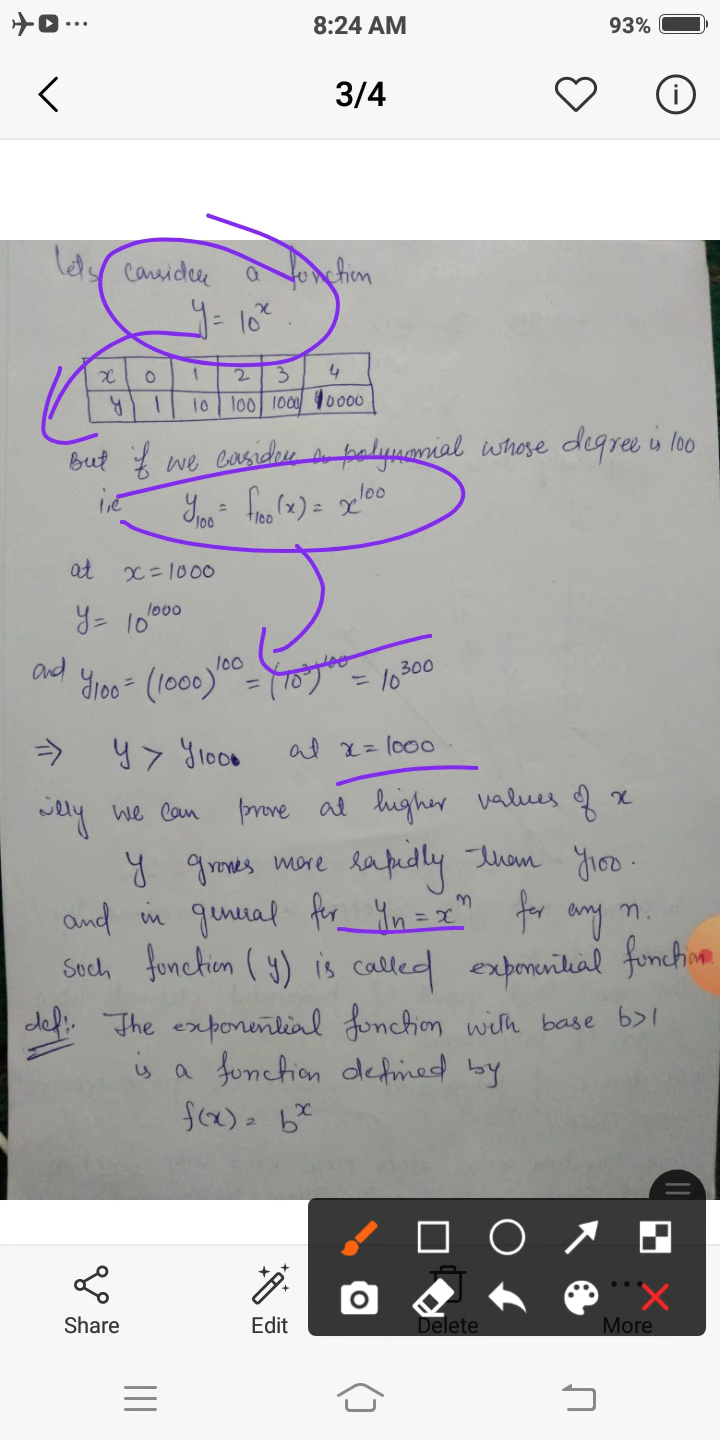 8:24 AM
93%
3/4
lets consider a function
y = 10^x.
x 0 1 2 3 4
y 1 10 100 1000 10000
But if we casider a polynomial whose degree is 100
i.e y_100 = f_100(x) = x^100
at x = 1000
y = 10^1000
and y_100 = (1000)^100 = (10^3)^100 = 10^300
⇒ y > y_100. at x = 1000.
illy we can prove at higher values of x
y grows more rapidly than y_100.
and in general for y_n = x^n for any n.
Such function (y) is called exponential function.
def:. The exponential function with base b>1
is a function defined by
f(x) = b^x
Share
Edit
Delete
More